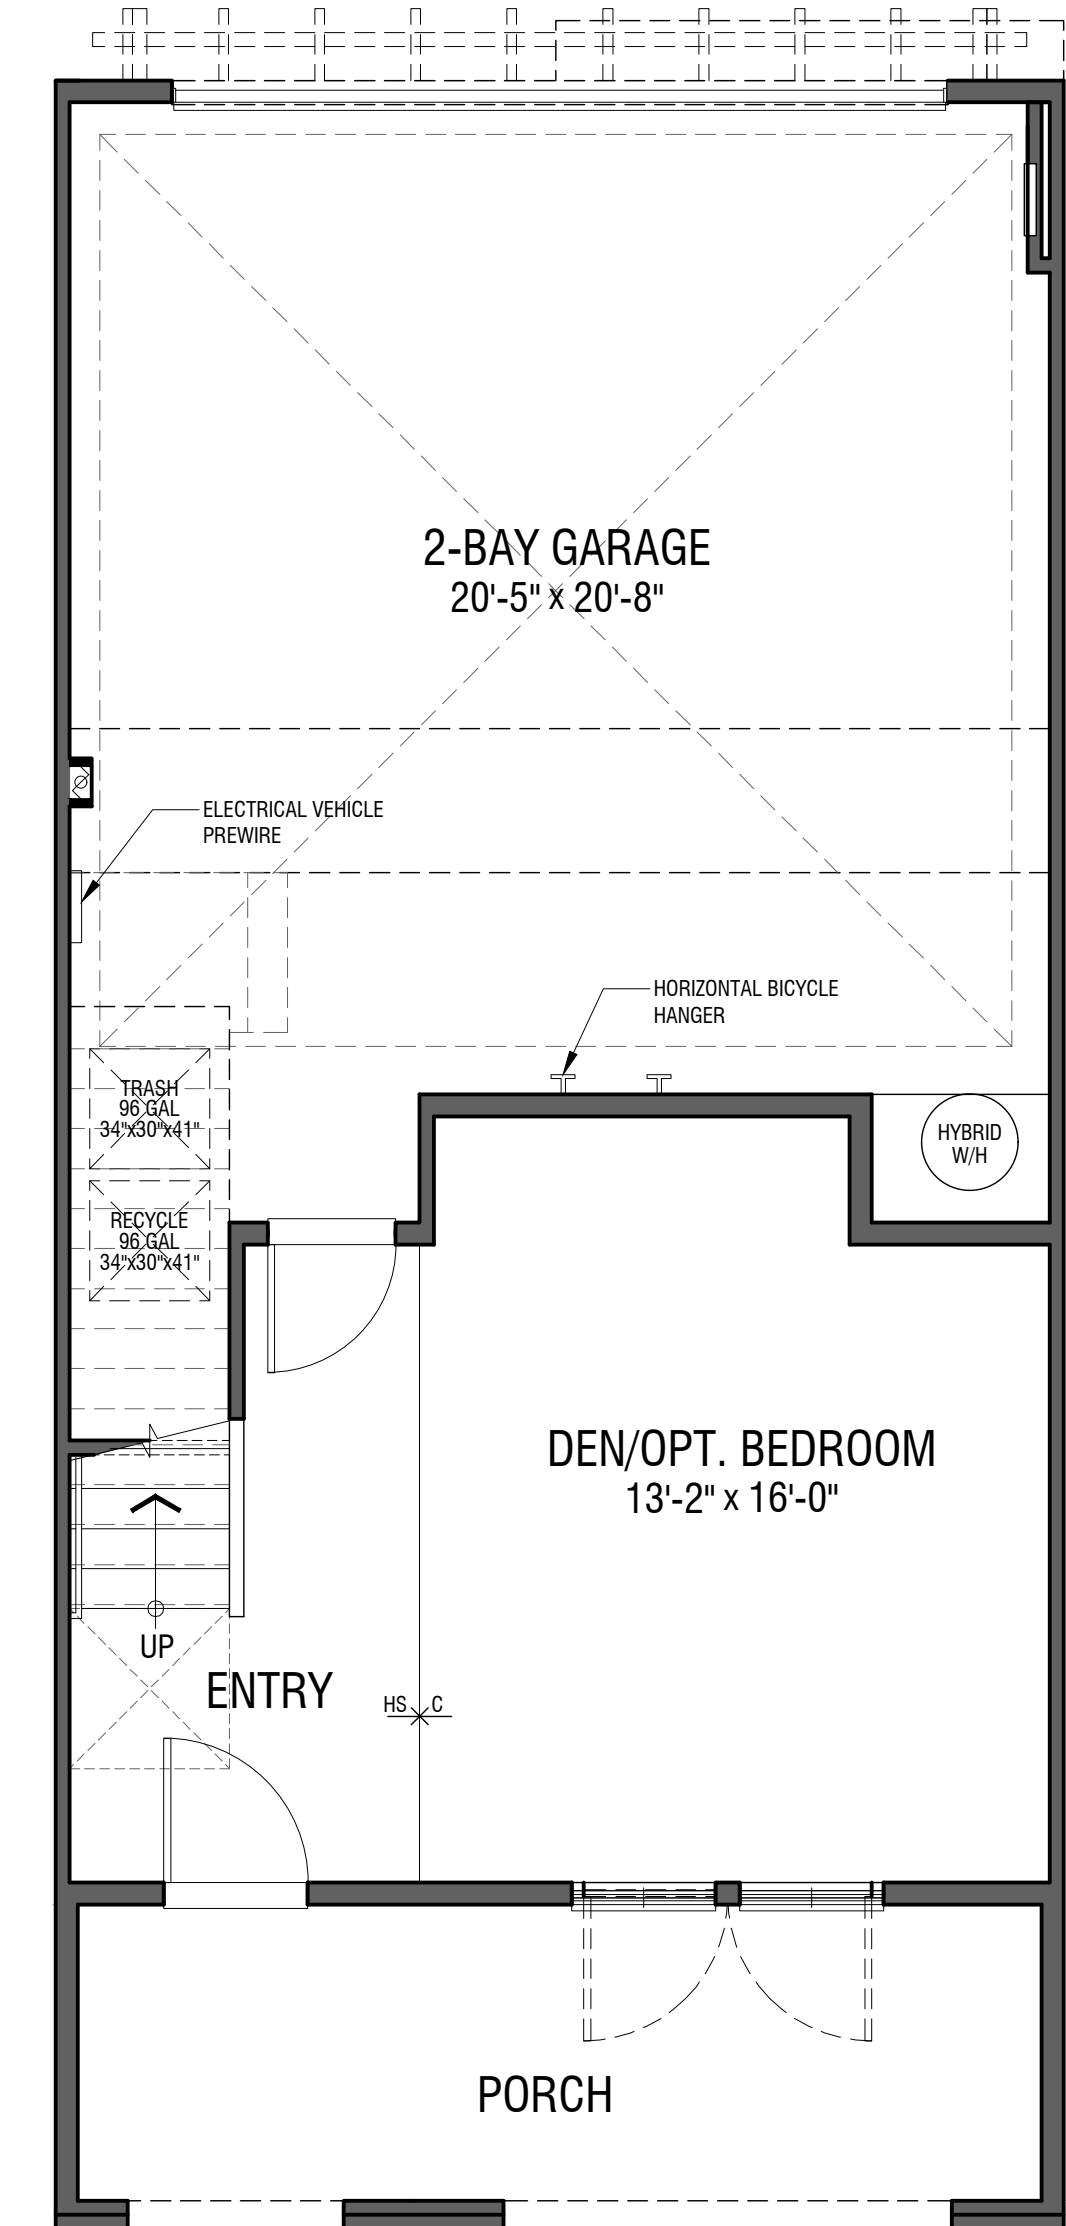 2-BAY GARAGE
20'-5" x 20'-8"
ELECTRICAL VEHICLE
PREWIRE
HORIZONTAL BICYCLE
HANGER
TRASH
96 GAL
34"x30"x41"
HYBRID
W/H
RECYCLE
96 GAL
34"x30"x41"
DEN/OPT. BEDROOM
13'-2" x 16'-0"
UP
ENTRY
HS C
PORCH